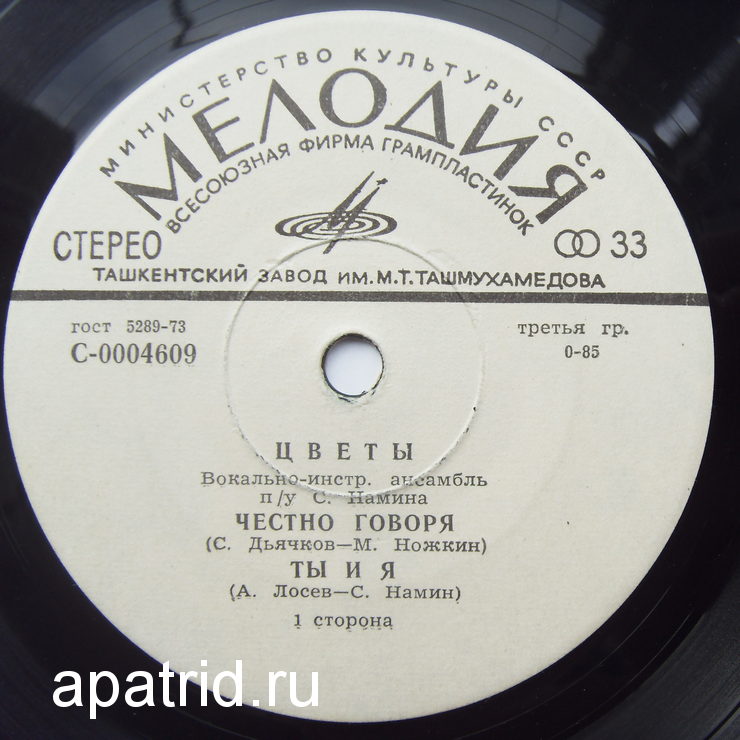 МИНИСТЕРСТВО КУЛЬТУРЫ СССР
МЕЛОДИЯ
ВСЕСОЮЗНАЯ ФИРМА ГРАМПЛАСТИНОК
СТЕРЕО 33
ТАШКЕНТСКИЙ ЗАВОД ИМ. М.Т. ТАШМУХАМЕДОВА
гост 5289-73 третья гр.
С-0004609 0-85
ЦВЕТЫ
Вокально-инстр. ансамбль
п/у С. Намина
ЧЕСТНО ГОВОРЯ
(С. Дьячков—М. Ножкин)
ТЫ И Я
(А. Лосев—С. Намин)
1 сторона
apatrid.ru